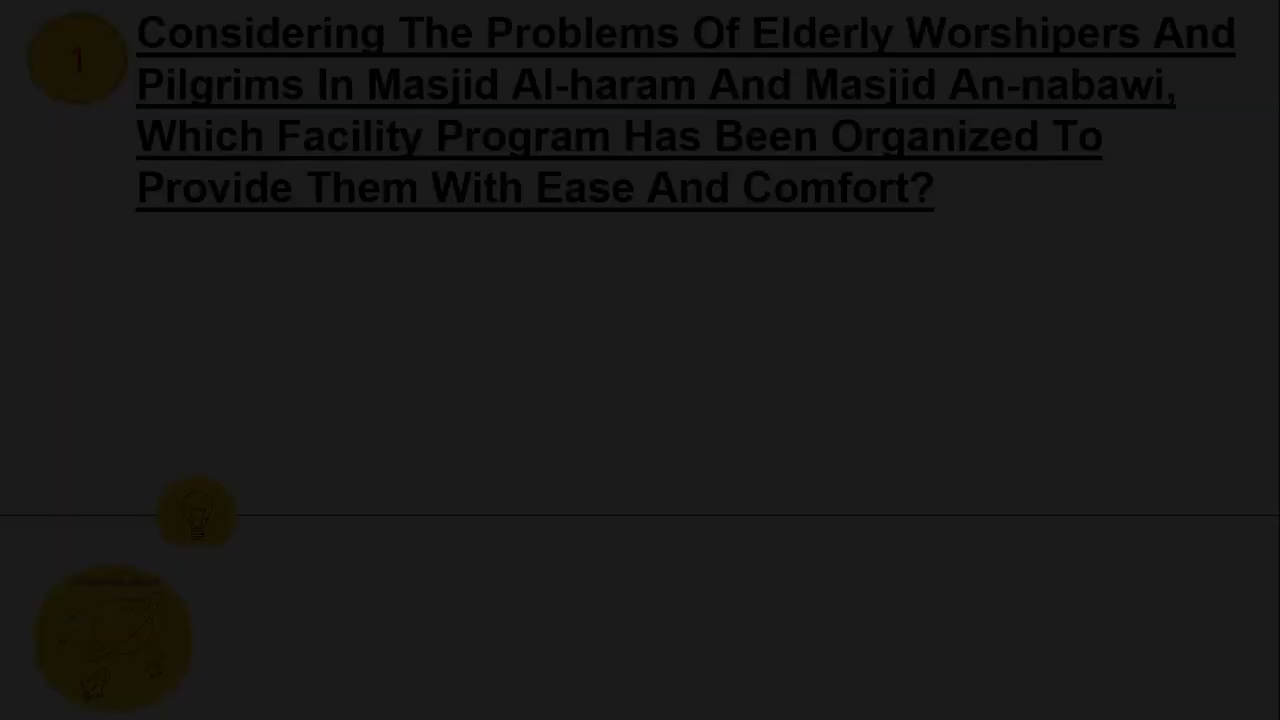 1
Considering The Problems Of Elderly Worshipers And
Pilgrims In Masjid Al-haram And Masjid An-nabawi,
Which Facility Program Has Been Organized To
Provide Them With Ease And Comfort?